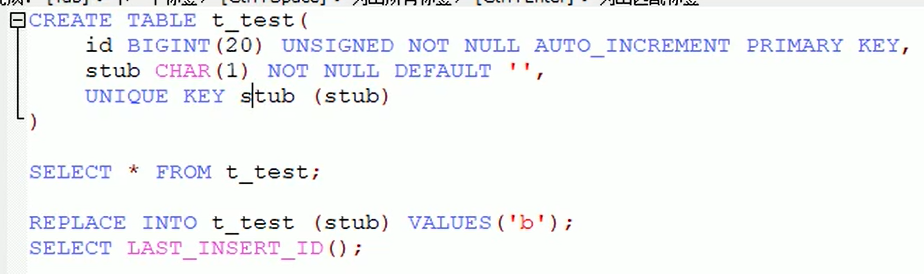 CREATE TABLE t_test(
id BIGINT(20) UNSIGNED NOT NULL AUTO_INCREMENT PRIMARY KEY,
stub CHAR(1) NOT NULL DEFAULT '',
UNIQUE KEY stub (stub)
)
SELECT * FROM t_test;
REPLACE INTO t_test (stub) VALUES('b');
SELECT LAST_INSERT_ID();